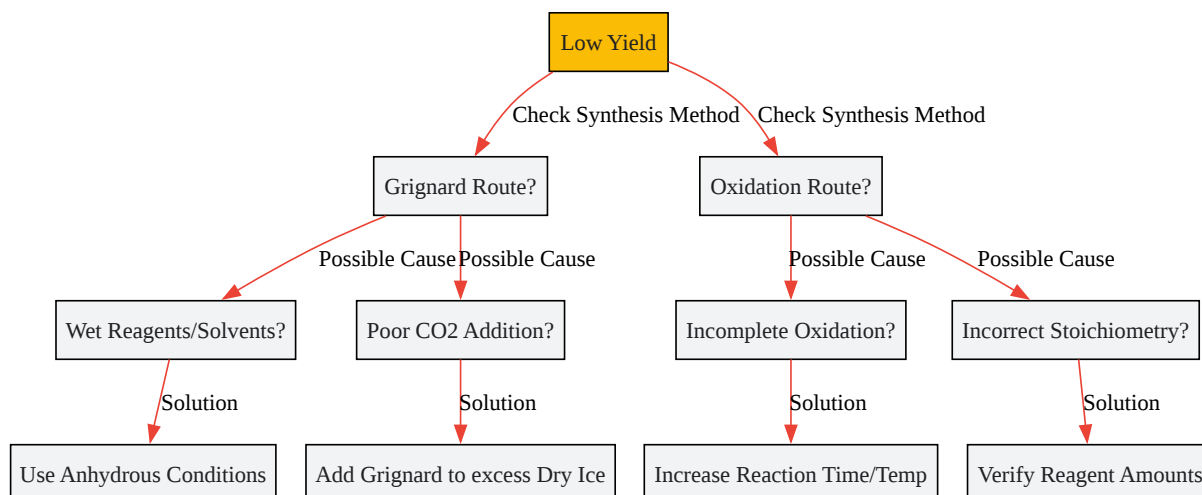 Low Yield
Check Synthesis Method
Check Synthesis Method
Grignard Route?
Oxidation Route?
Possible Cause
Possible Cause
Possible Cause
Possible Cause
Wet Reagents/Solvents?
Poor CO2 Addition?
Incomplete Oxidation?
Incorrect Stoichiometry?
Solution
Solution
Solution
Solution
Use Anhydrous Conditions
Add Grignard to excess Dry Ice
Increase Reaction Time/Temp
Verify Reagent Amounts